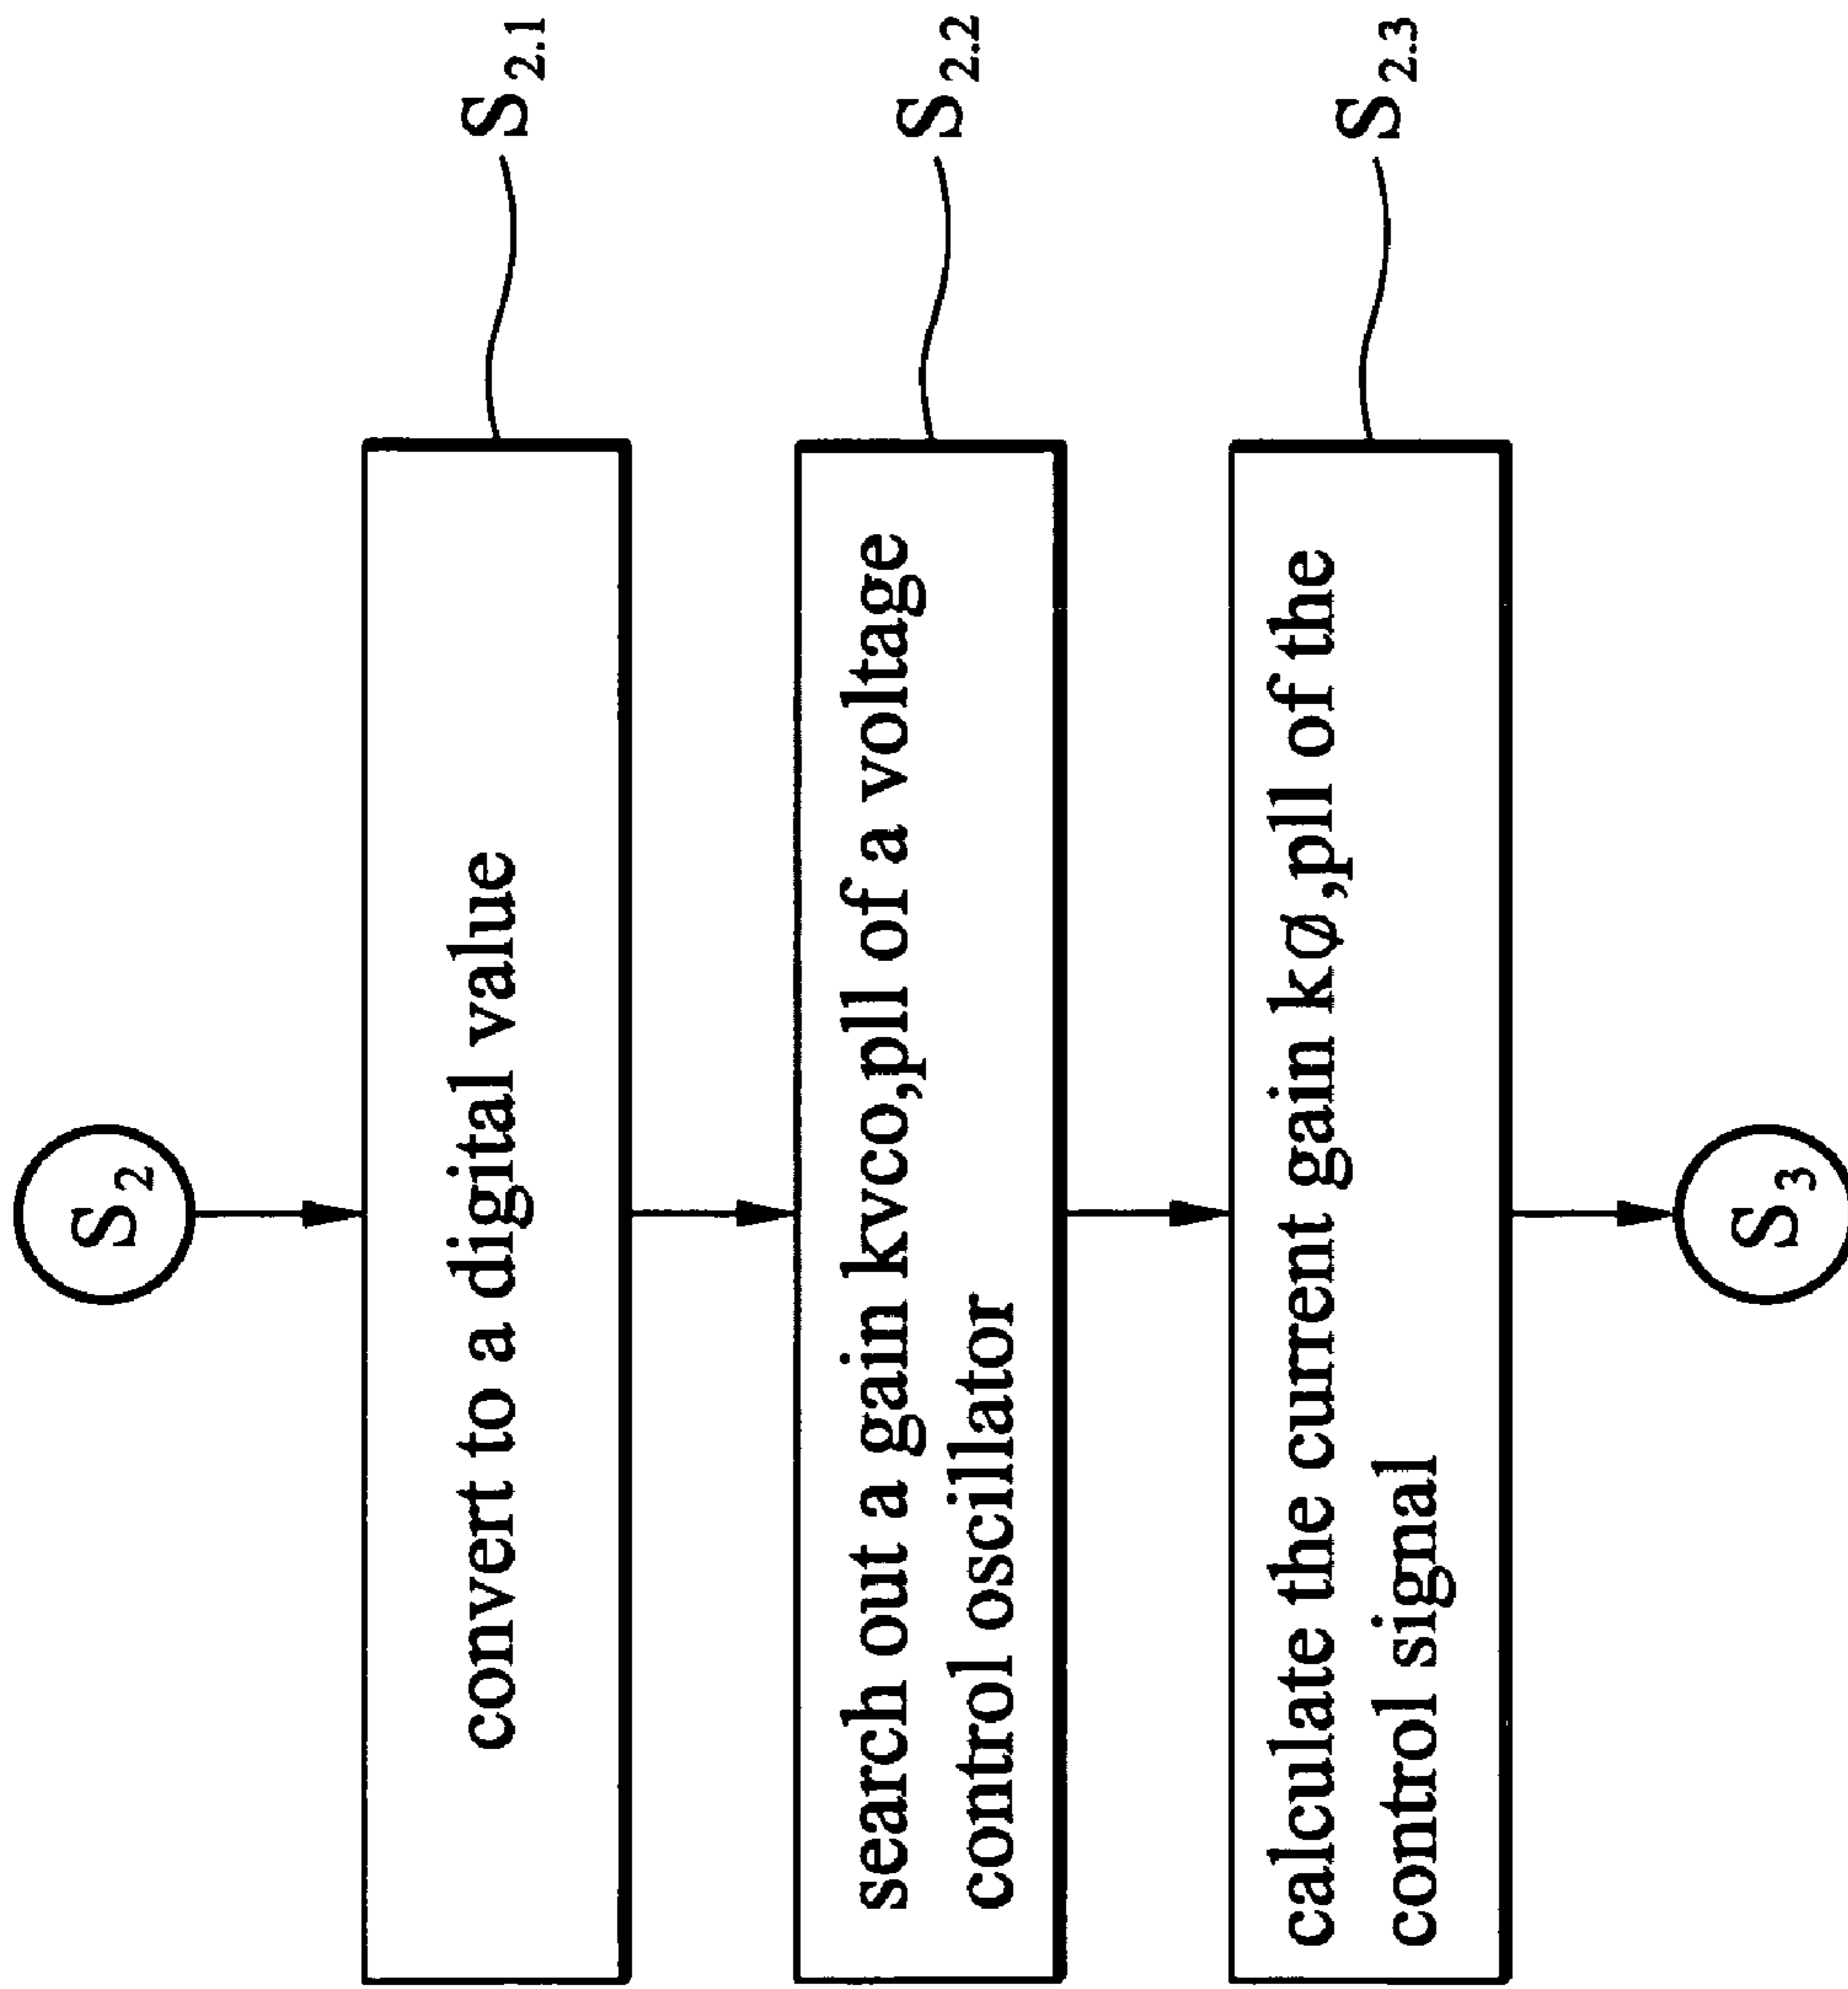 S2
convert to a digital value
S2.1
search out a gain kvco,pll of a voltage
control oscillator
S2.2
calculate the current gain kø,pll of the
control signal
S2.3
S3